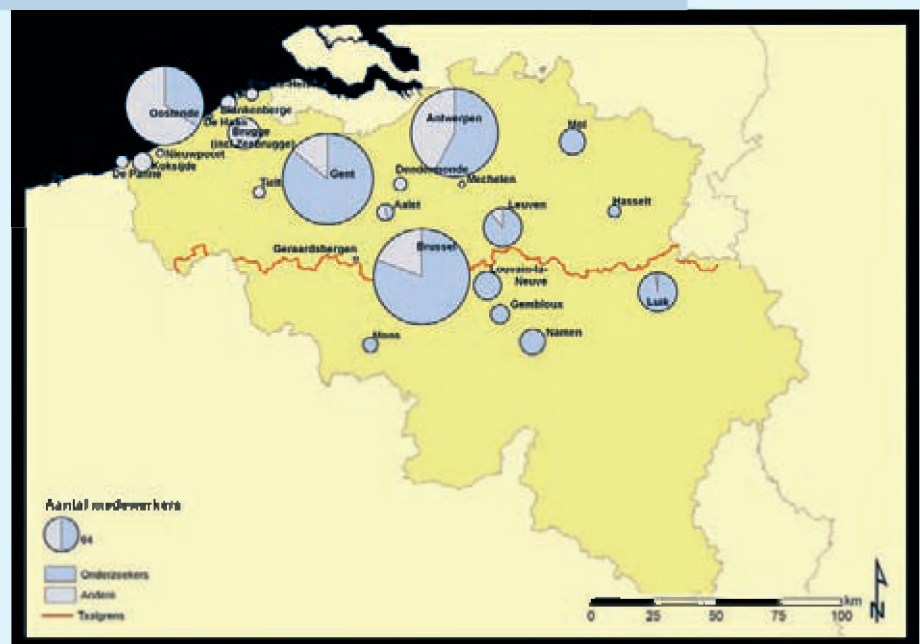 Oostende
Blankenberge
De Haan
Brugge
(incl. Zeebrugge)
Nieuwpoort
Koksijde
De Panne
Tielt
Gent
Antwerpen
Mol
Dendermonde
Mechelen
Aalst
Leuven
Hasselt
Geraardsbergen
Brussel
Louvain-la-
Neuve
Gembloux
Luik
Mons
Namen
Aantal medewerkers
64
Onderzoekers
Andere
Taalgrens
km
0 25 50 75 100
N